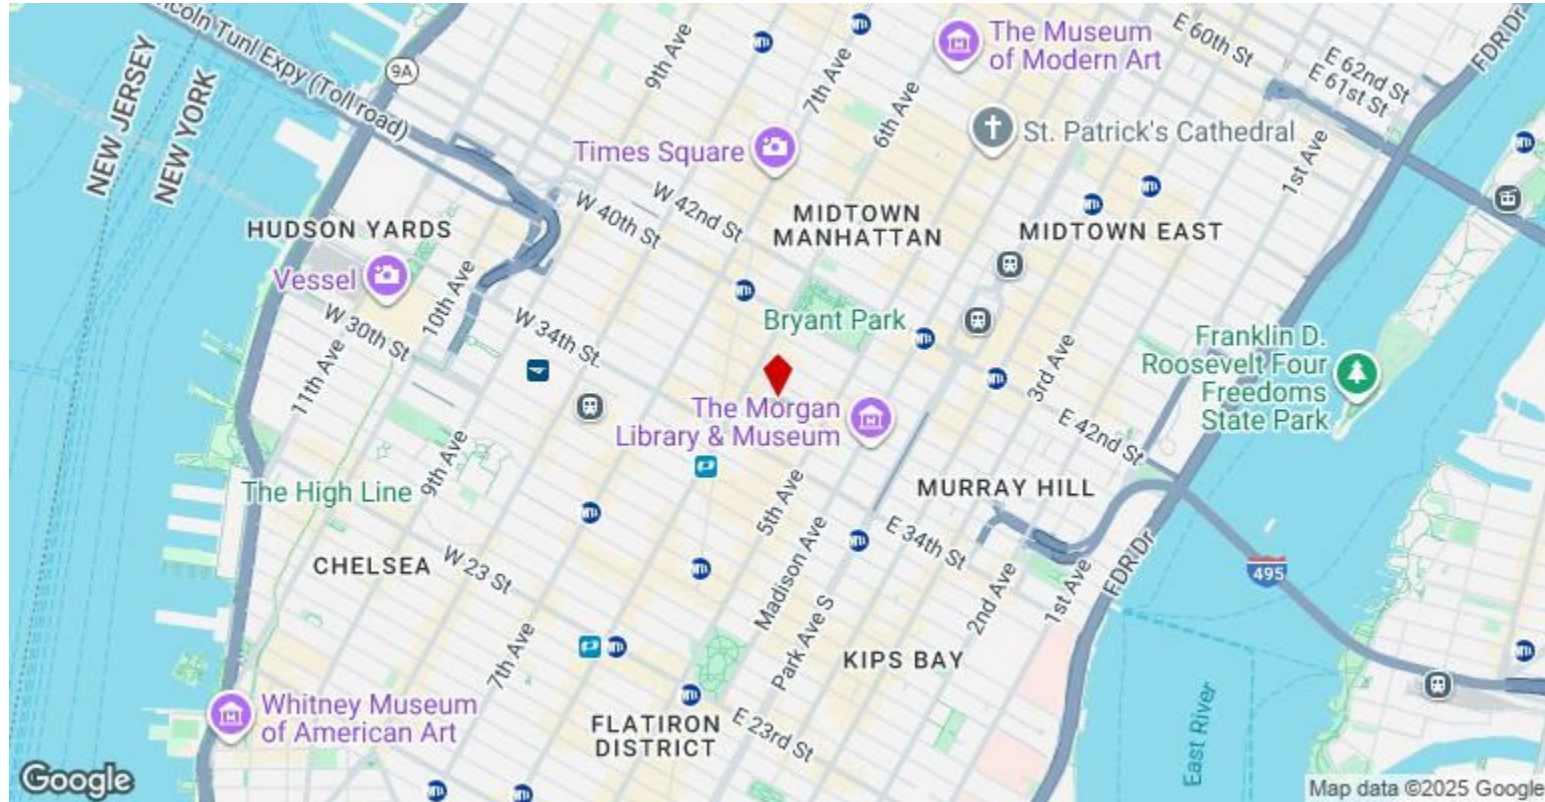 Lincoln Tunl Expy (Toll road)
9A
9th Ave
7th Ave
6th Ave
The Museum
of Modern Art
E 60th St
E 62nd St
E 61st St
FDR Dr
NEW JERSEY
NEW YORK
Times Square
St. Patrick's Cathedral
1st Ave
W 42nd St
W 40th St
HUDSON YARDS
MIDTOWN
MANHATTAN
MIDTOWN EAST
Vessel
10th Ave
W 30th St
W 34th St.
Bryant Park
11th Ave
3rd Ave
Franklin D.
Roosevelt Four
Freedoms
State Park
The Morgan
Library & Museum
E 42nd St
9th Ave
The High Line
5th Ave
MURRAY HILL
Madison Ave
E 34th St
CHELSEA
W 23 St
2nd Ave
1st Ave
FDR Dr
495
7th Ave
Park Ave S
KIPS BAY
Whitney Museum
of American Art
FLATIRON
DISTRICT
E 23rd St
East River
Google
Map data ©2025 Google